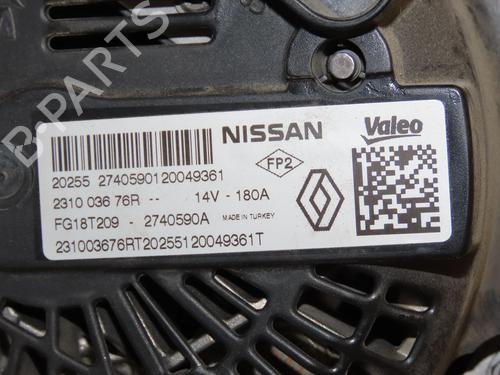 B-PARTS
NISSAN
Valeo
20255 2740590120049361
FP2
2310 036 76R -- 14V - 180A
FG18T209 - 2740590A MADE IN TURKEY
231003676RT20255120049361T